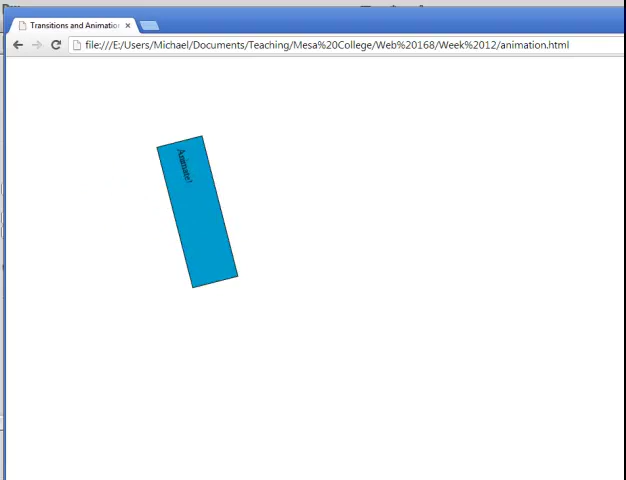 Transitions and Animation
file:///E:/Users/Michael/Documents/Teaching/Mesa%20College/Web%20168/Week%2012/animation.html
Animate!